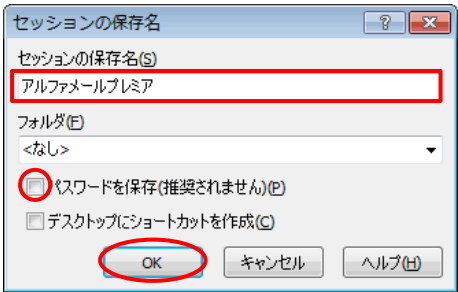 セッションの保存名
セッションの保存名(S)
アルファメールプレミア
フォルダ(F)
<なし>
パスワードを保存(推奨されません)(P)
デスクトップにショートカットを作成(C)
OK キャンセル ヘルプ(H)